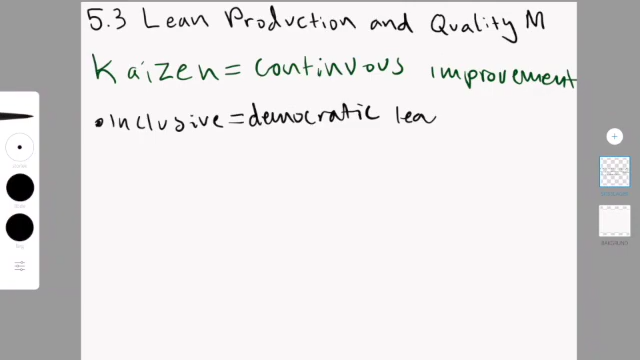 5.3 Lean Production and Quality M
Kaizen = continuous improvement
• Inclusive = democratic lea